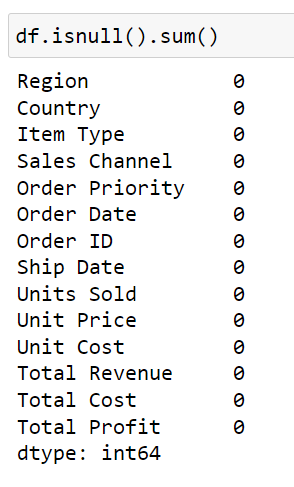 df.isnull().sum()
Region 0
Country 0
Item Type 0
Sales Channel 0
Order Priority 0
Order Date 0
Order ID 0
Ship Date 0
Units Sold 0
Unit Price 0
Unit Cost 0
Total Revenue 0
Total Cost 0
Total Profit 0
dtype: int64